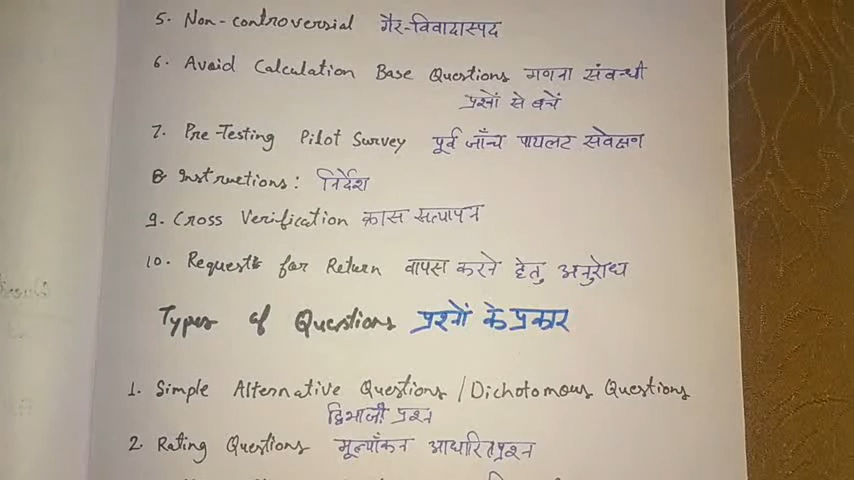 5. Non-controversial गैर-विवादास्पद
6. Avoid Calculation Base Questions गणना संबन्धी
प्रश्नों से बचें
7. Pre-Testing Pilot Survey पूर्व जाँच पायलट सर्वेक्षण
8. Instructions: निर्देश
9. Cross Verification क्रास सत्यापन
10. Request for Return वापस करने हेतु अनुरोध
Types of Questions प्रश्नों के प्रकार
1. Simple Alternative Questions / Dichotomous Questions
द्विभाजी प्रश्न
2. Rating Questions मूल्याँकन आधारित प्रश्न